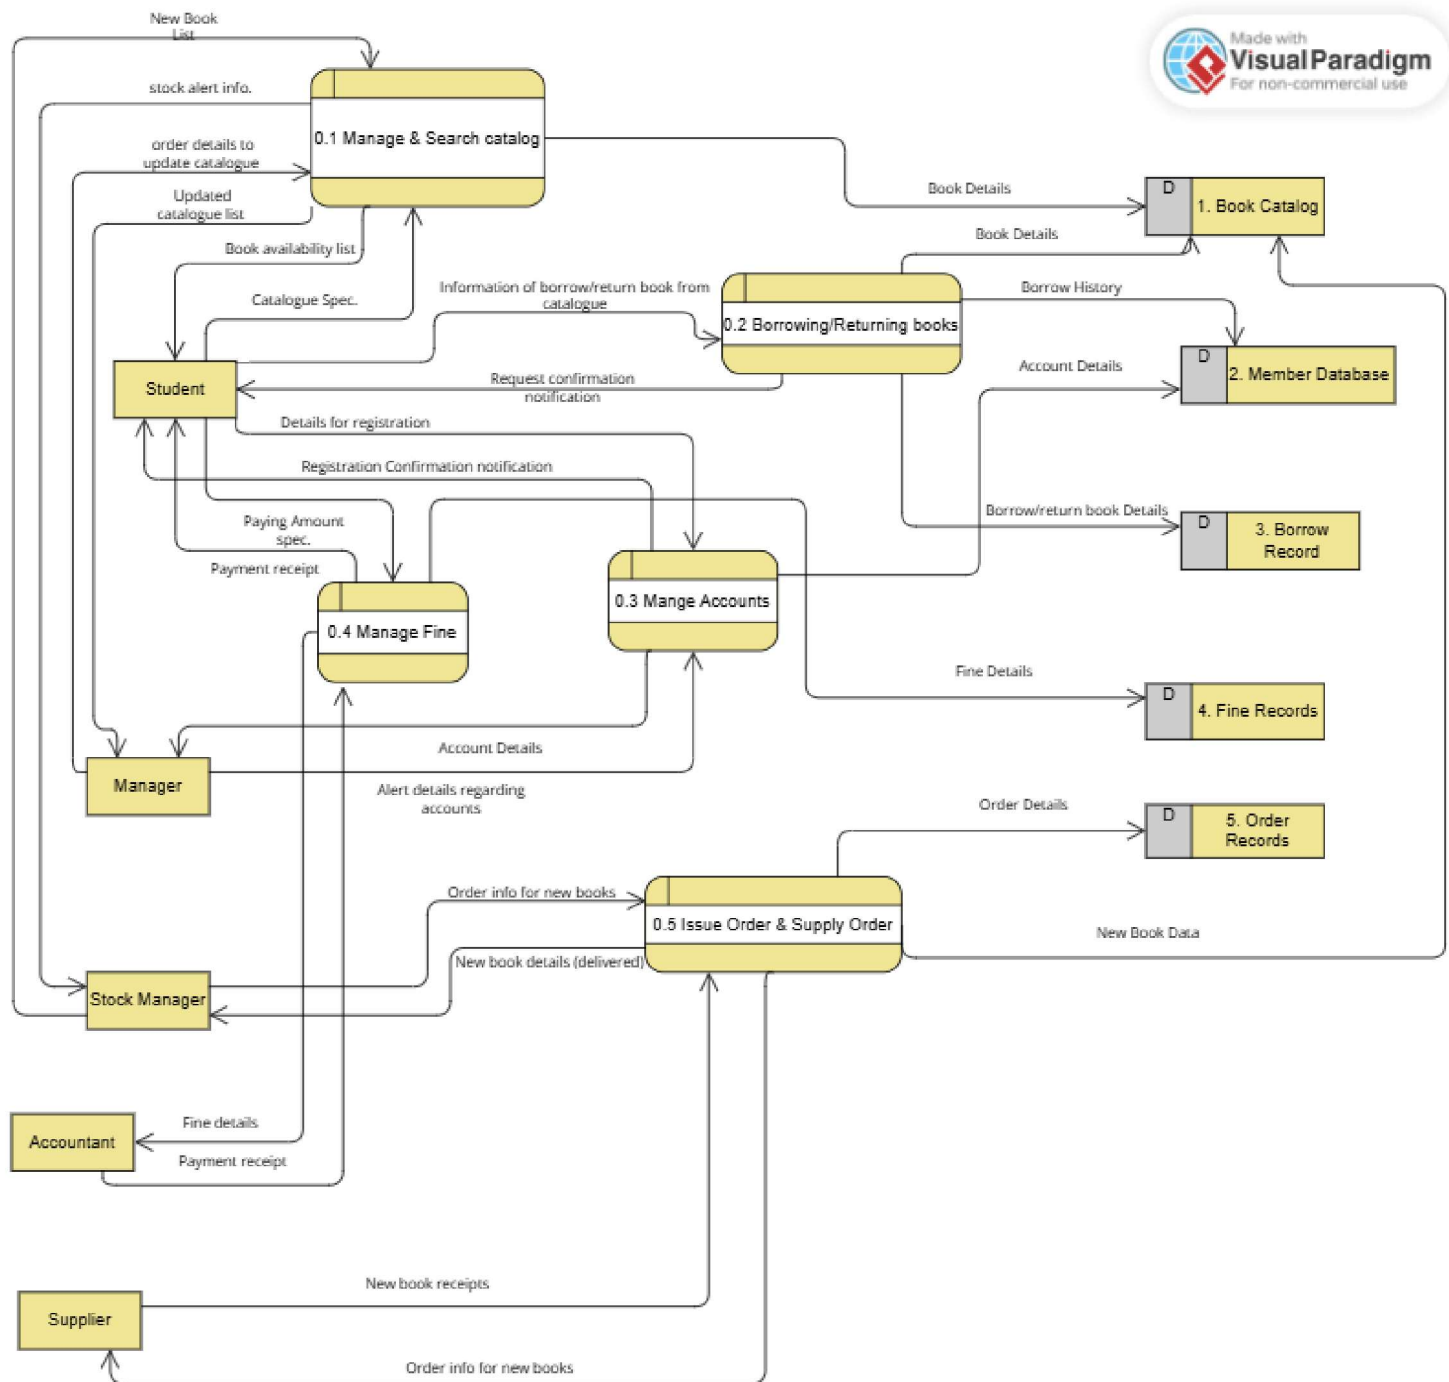 New Book
List
Made with
VisualParadigm
For non-commercial use
stock alert info.
0.1 Manage & Search catalog
order details to
update catalogue
Updated
catalogue list
Book Details
D
1. Book Catalog
Book Details
Book availability list
Catalogue Spec.
Information of borrow/return book from
catalogue
Borrow History
0.2 Borrowing/Returning books
D
2. Member Database
Account Details
Student
Request confirmation
notification
Details for registration
Registration Confirmation notification
Paying Amount
spec.
Payment receipt
Borrow/return book Details
D
3. Borrow
Record
0.3 Mange Accounts
0.4 Manage Fine
Fine Details
D
4. Fine Records
Account Details
Manager
Alert details regarding
accounts
Order Details
D
5. Order
Records
Order info for new books
0.5 Issue Order & Supply Order
New Book Data
New book details (delivered)
Stock Manager
Fine details
Accountant
Payment receipt
New book receipts
Supplier
Order info for new books